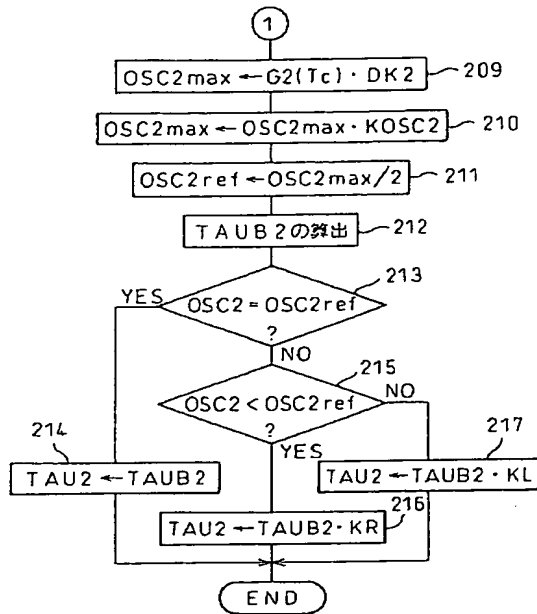 1
OSC2max ← G2(Tc)・DK2
209
OSC2max ← OSC2max・KOSC2
210
OSC2ref ← OSC2max/2
211
TAUB2の算出
212
213
YES
OSC2 = OSC2ref
?
NO
215
OSC2 < OSC2ref
NO
?
214
YES
217
TAU2 ← TAUB2
TAU2 ← TAUB2・KL
216
TAU2 ← TAUB2・KR
END